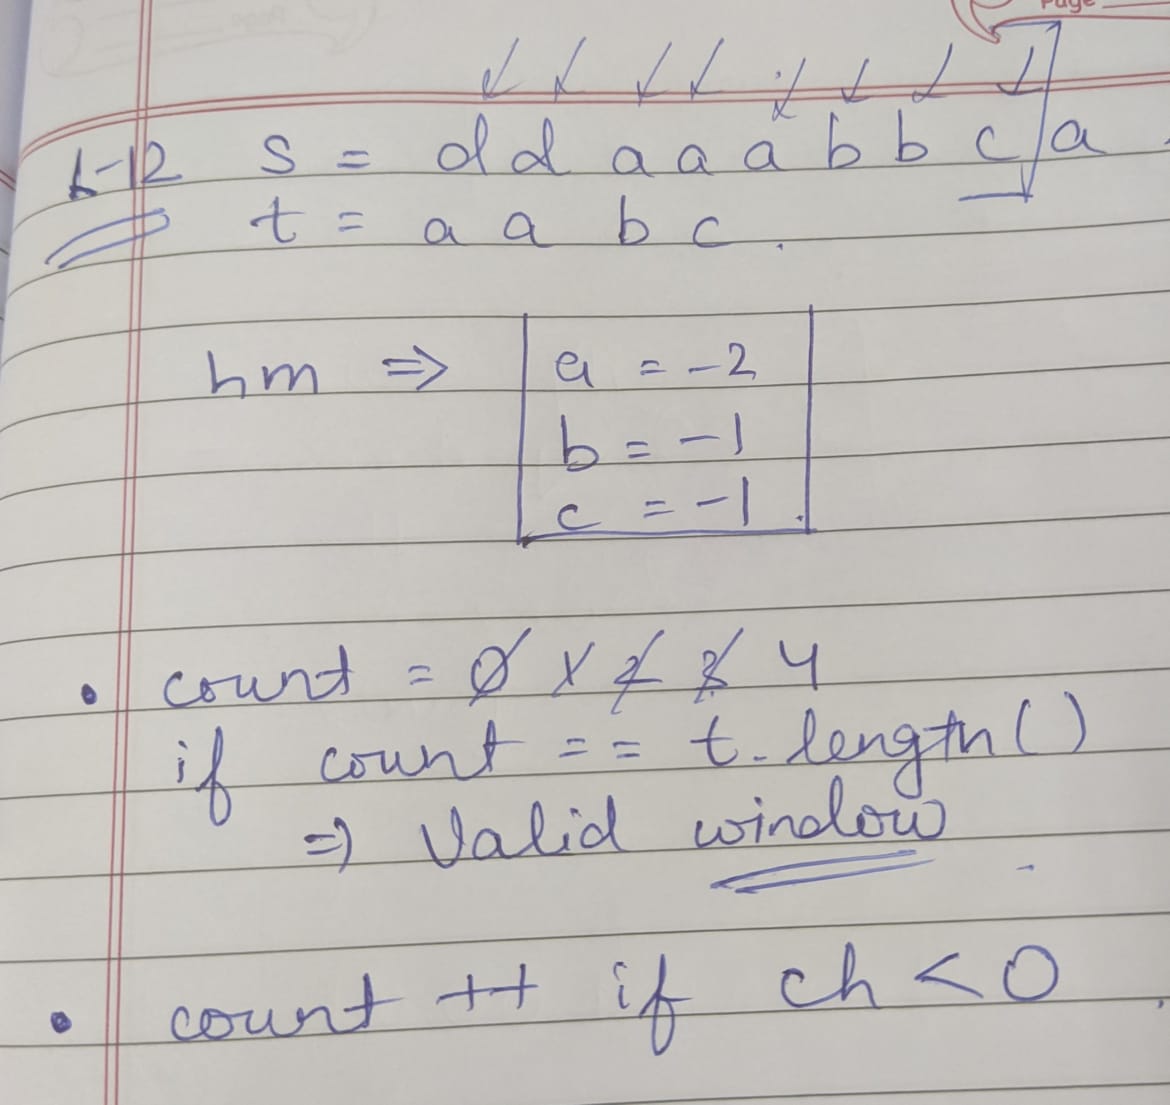 Page
L-12 s = d d a a a b b c a
t = a a b c .
hm ⇒ a = -2
b = -1
c = -1
• count = 0 1 2 3 4
if count == t.length()
⇒ Valid window
• count ++ if ch < 0